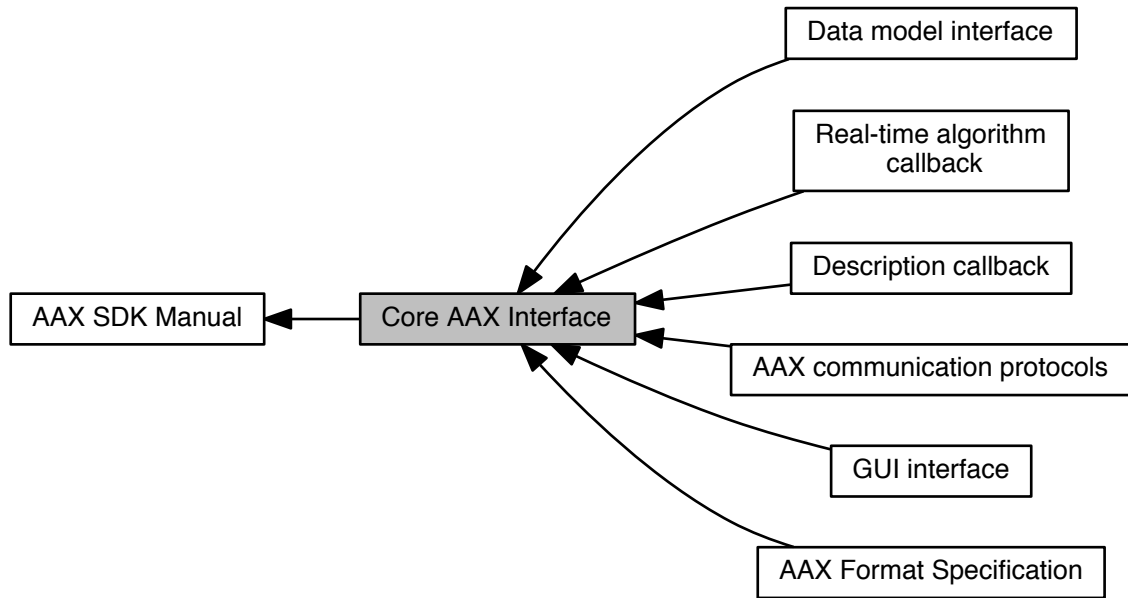 Data model interface
Real-time algorithm
callback
Description callback
AAX SDK Manual
Core AAX Interface
AAX communication protocols
GUI interface
AAX Format Specification